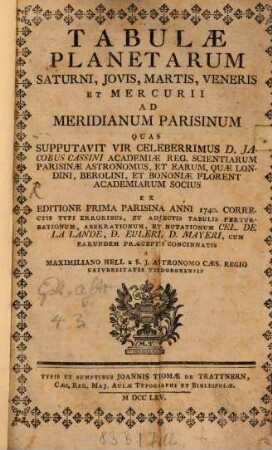 TABULÆ
PLANETARUM
SATURNI, JOVIS, MARTIS, VENERIS
ET MERCURII
AD
MERIDIANUM PARISINUM
QUAS
SUPPUTAVIT VIR CELEBERRIMUS D. JA-
COBUS CASSINI ACADEMIÆ REG. SCIENTIARUM
PARISINÆ ASTRONOMUS, ET EARUM, QUÆ LON-
DINI, BEROLINI, ET BONONIÆ FLORENT
ACADEMIARUM SOCIUS
EX
EDITIONE PRIMA PARISINA ANNI 1740. CORREC-
TIS TYPI ERRORIBUS, ET ADJECTIS TABULIS PERTUR-
BATIONUM, ABERRATIONUM, ET NUTATIONUM CEL. DE
LA LANDE, D. EULERI, D. MAYERI, CUM
EARUNDEM PRÆCEPTIS CONCINNATIS
A
MAXIMILIANO HELL e S. J. ASTRONOMO CÆS. REGIO
UNIVERSITATIS VINDOBONENSIS
TYPIS ET SUMPTIBUS JOANNIS THOMÆ DE TRATTNERN,
CÆS. REG. MAJ. AULÆ TYPOGRAPHI ET BIBLIOPOLÆ.
M DCC LXV.